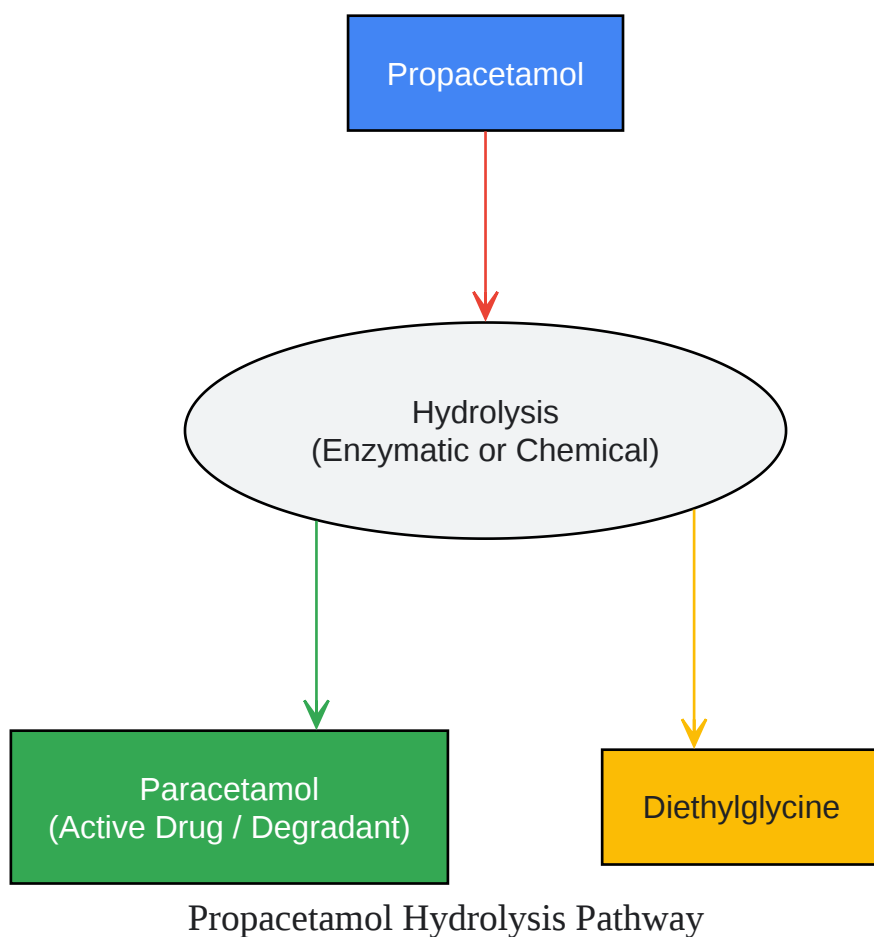 Propacetamol
Hydrolysis
(Enzymatic or Chemical)
Paracetamol
(Active Drug / Degradant)
Diethylglycine
Propacetamol Hydrolysis Pathway